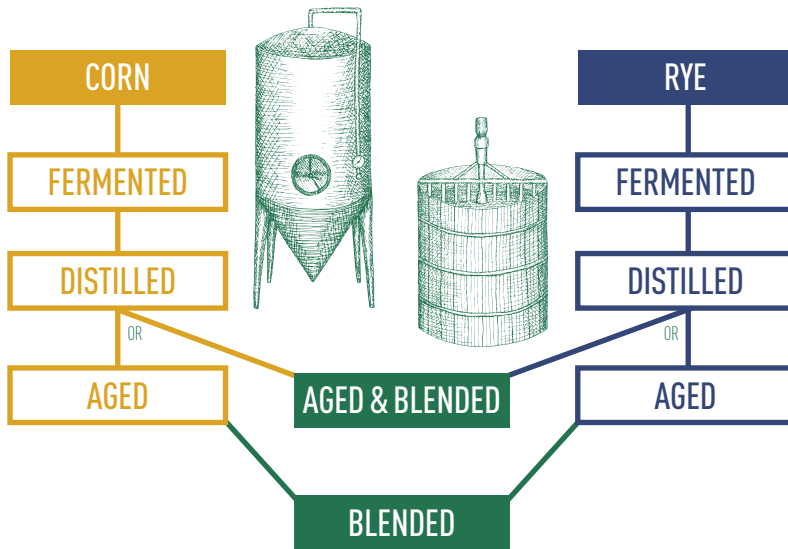 CORN
RYE
FERMENTED
FERMENTED
DISTILLED
DISTILLED
OR
OR
AGED
AGED & BLENDED
AGED
BLENDED